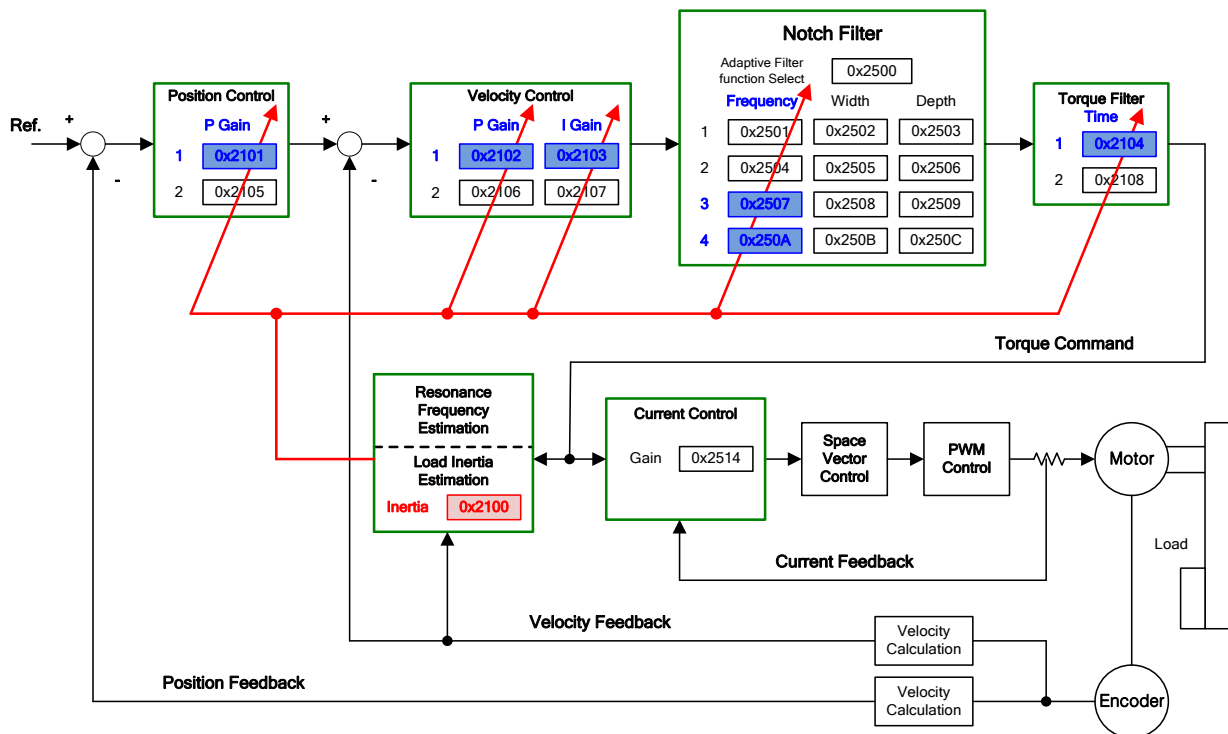 Notch Filter
Adaptive Filter
function Select
0x2500
Frequency Width Depth
1 0x2501 0x2502 0x2503
2 0x2504 0x2505 0x2506
3 0x2507 0x2508 0x2509
4 0x250A 0x250B 0x250C
Ref.
+
-
Position Control
P Gain
1 0x2101
2 0x2105
+
-
Velocity Control
P Gain I Gain
1 0x2102 0x2103
2 0x2106 0x2107
Torque Filter
Time
1 0x2104
2 0x2108
Torque Command
Resonance
Frequency
Estimation
Load Inertia
Estimation
Inertia 0x2100
Current Control
Gain 0x2514
Space
Vector
Control
PWM
Control
Motor
Load
Current Feedback
Velocity Feedback
Velocity
Calculation
Position Feedback
Velocity
Calculation
Encoder